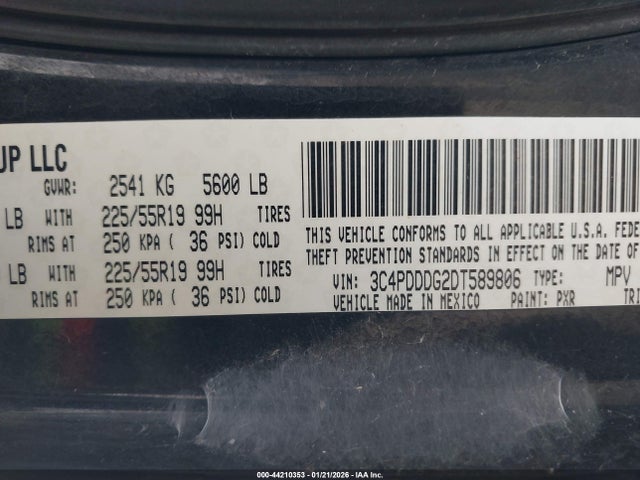 UP LLC
GVWR: 2541 KG 5600 LB
LB WITH 225/55R19 99H TIRES
RIMS AT 250 KPA ( 36 PSI) COLD
LB WITH 225/55R19 99H TIRES
RIMS AT 250 KPA ( 36 PSI) COLD
THIS VEHICLE CONFORMS TO ALL APPLICABLE U.S.A. FEDE
THEFT PREVENTION STANDARDS IN EFFECT ON THE DATE OF
VIN: 3C4PDDDG2DT589806 TYPE: MPV
VEHICLE MADE IN MEXICO PAINT: PXR TRI
000-44210353 - 01/21/2026 - IAA Inc.